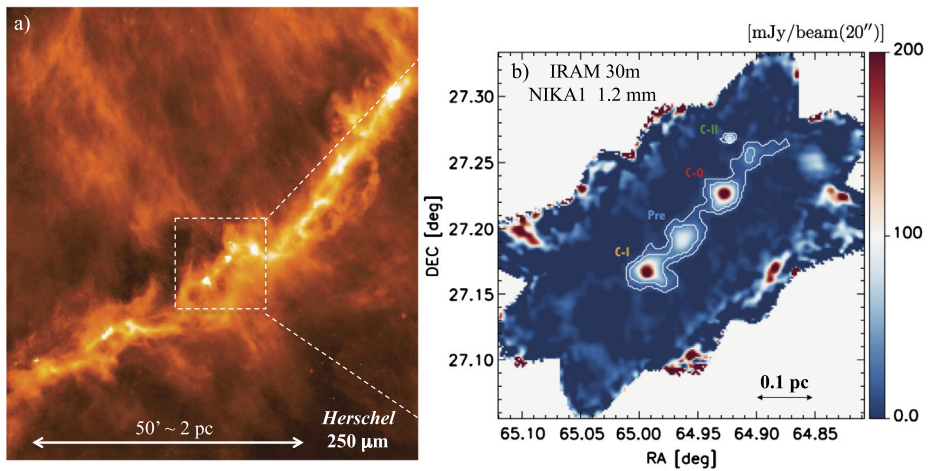 a)
50' ~ 2 pc
Herschel
250 µm
[mJy/beam(20'')]
b) IRAM 30m
NIKA1 1.2 mm
C-II
C-0
Pre
C-I
0.1 pc
DEC [deg]
27.30
27.25
27.20
27.15
27.10
65.10 65.05 65.00 64.95 64.90 64.85
RA [deg]
200
100
0.0